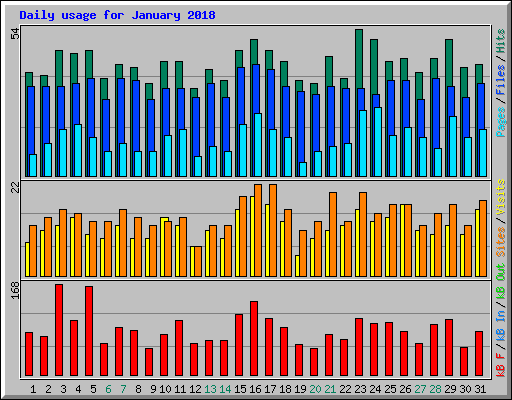 Daily usage for January 2018
54
Pages / Files / Hits
22
Sites / Visits
168
kB F / kB In / kB Out
1 2 3 4 5 6 7 8 9 10 11 12 13 14 15 16 17 18 19 20 21 22 23 24 25 26 27 28 29 30 31